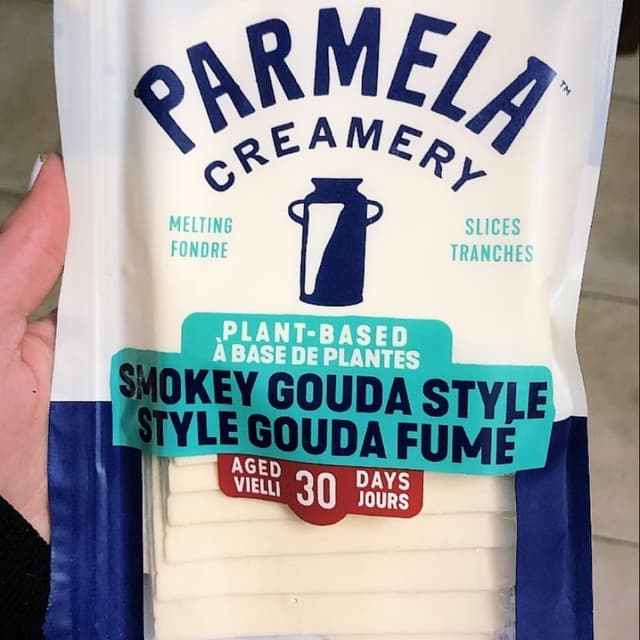 PARMELA™
CREAMERY
MELTING
FONDRE
SLICES
TRANCHES
PLANT-BASED
À BASE DE PLANTES
SMOKEY GOUDA STYLE
STYLE GOUDA FUMÉ
AGED
VIELLI
30
DAYS
JOURS